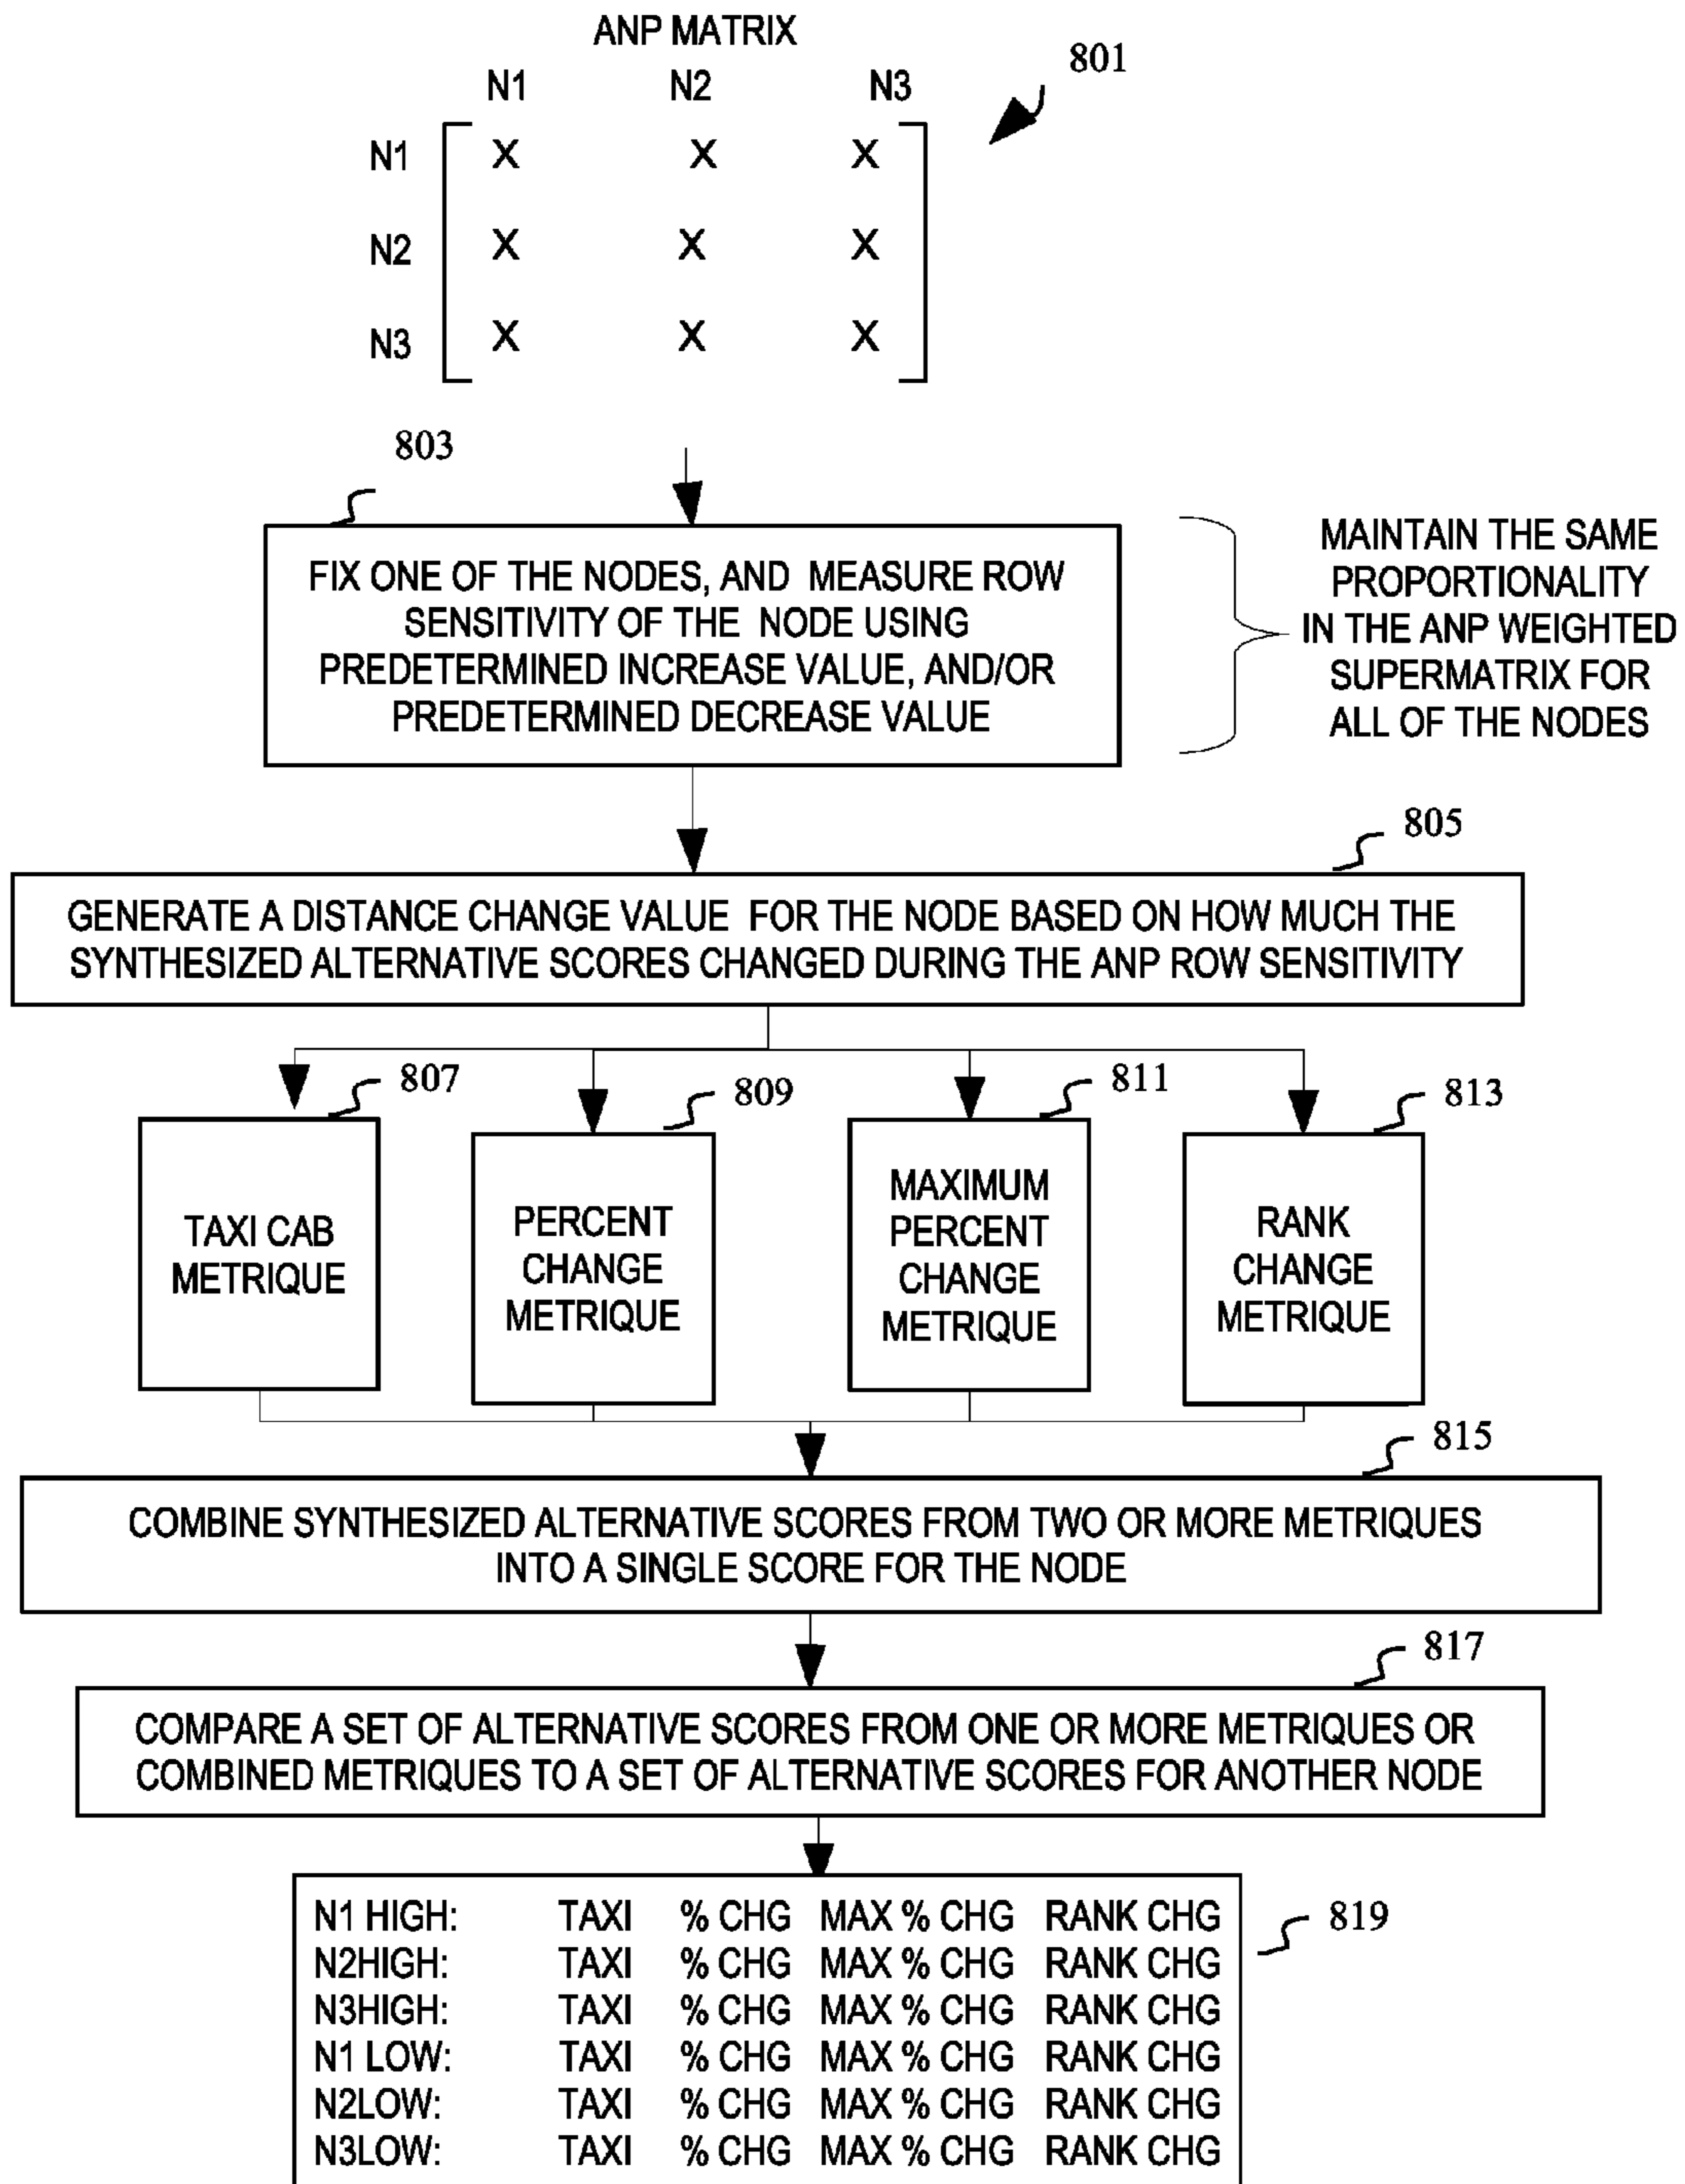 ANP MATRIX
801
N1 N2 N3
N1 X X X
N2 X X X
N3 X X X
803
FIX ONE OF THE NODES, AND MEASURE ROW
SENSITIVITY OF THE NODE USING
PREDETERMINED INCREASE VALUE, AND/OR
PREDETERMINED DECREASE VALUE
MAINTAIN THE SAME
PROPORTIONALITY
IN THE ANP WEIGHTED
SUPERMATRIX FOR
ALL OF THE NODES
805
GENERATE A DISTANCE CHANGE VALUE FOR THE NODE BASED ON HOW MUCH THE
SYNTHESIZED ALTERNATIVE SCORES CHANGED DURING THE ANP ROW SENSITIVITY
807
TAXI CAB
METRIQUE
809
PERCENT
CHANGE
METRIQUE
811
MAXIMUM
PERCENT
CHANGE
METRIQUE
813
RANK
CHANGE
METRIQUE
815
COMBINE SYNTHESIZED ALTERNATIVE SCORES FROM TWO OR MORE METRIQUES
INTO A SINGLE SCORE FOR THE NODE
817
COMPARE A SET OF ALTERNATIVE SCORES FROM ONE OR MORE METRIQUES OR
COMBINED METRIQUES TO A SET OF ALTERNATIVE SCORES FOR ANOTHER NODE
819
N1 HIGH: TAXI % CHG MAX % CHG RANK CHG
N2HIGH: TAXI % CHG MAX % CHG RANK CHG
N3HIGH: TAXI % CHG MAX % CHG RANK CHG
N1 LOW: TAXI % CHG MAX % CHG RANK CHG
N2LOW: TAXI % CHG MAX % CHG RANK CHG
N3LOW: TAXI % CHG MAX % CHG RANK CHG